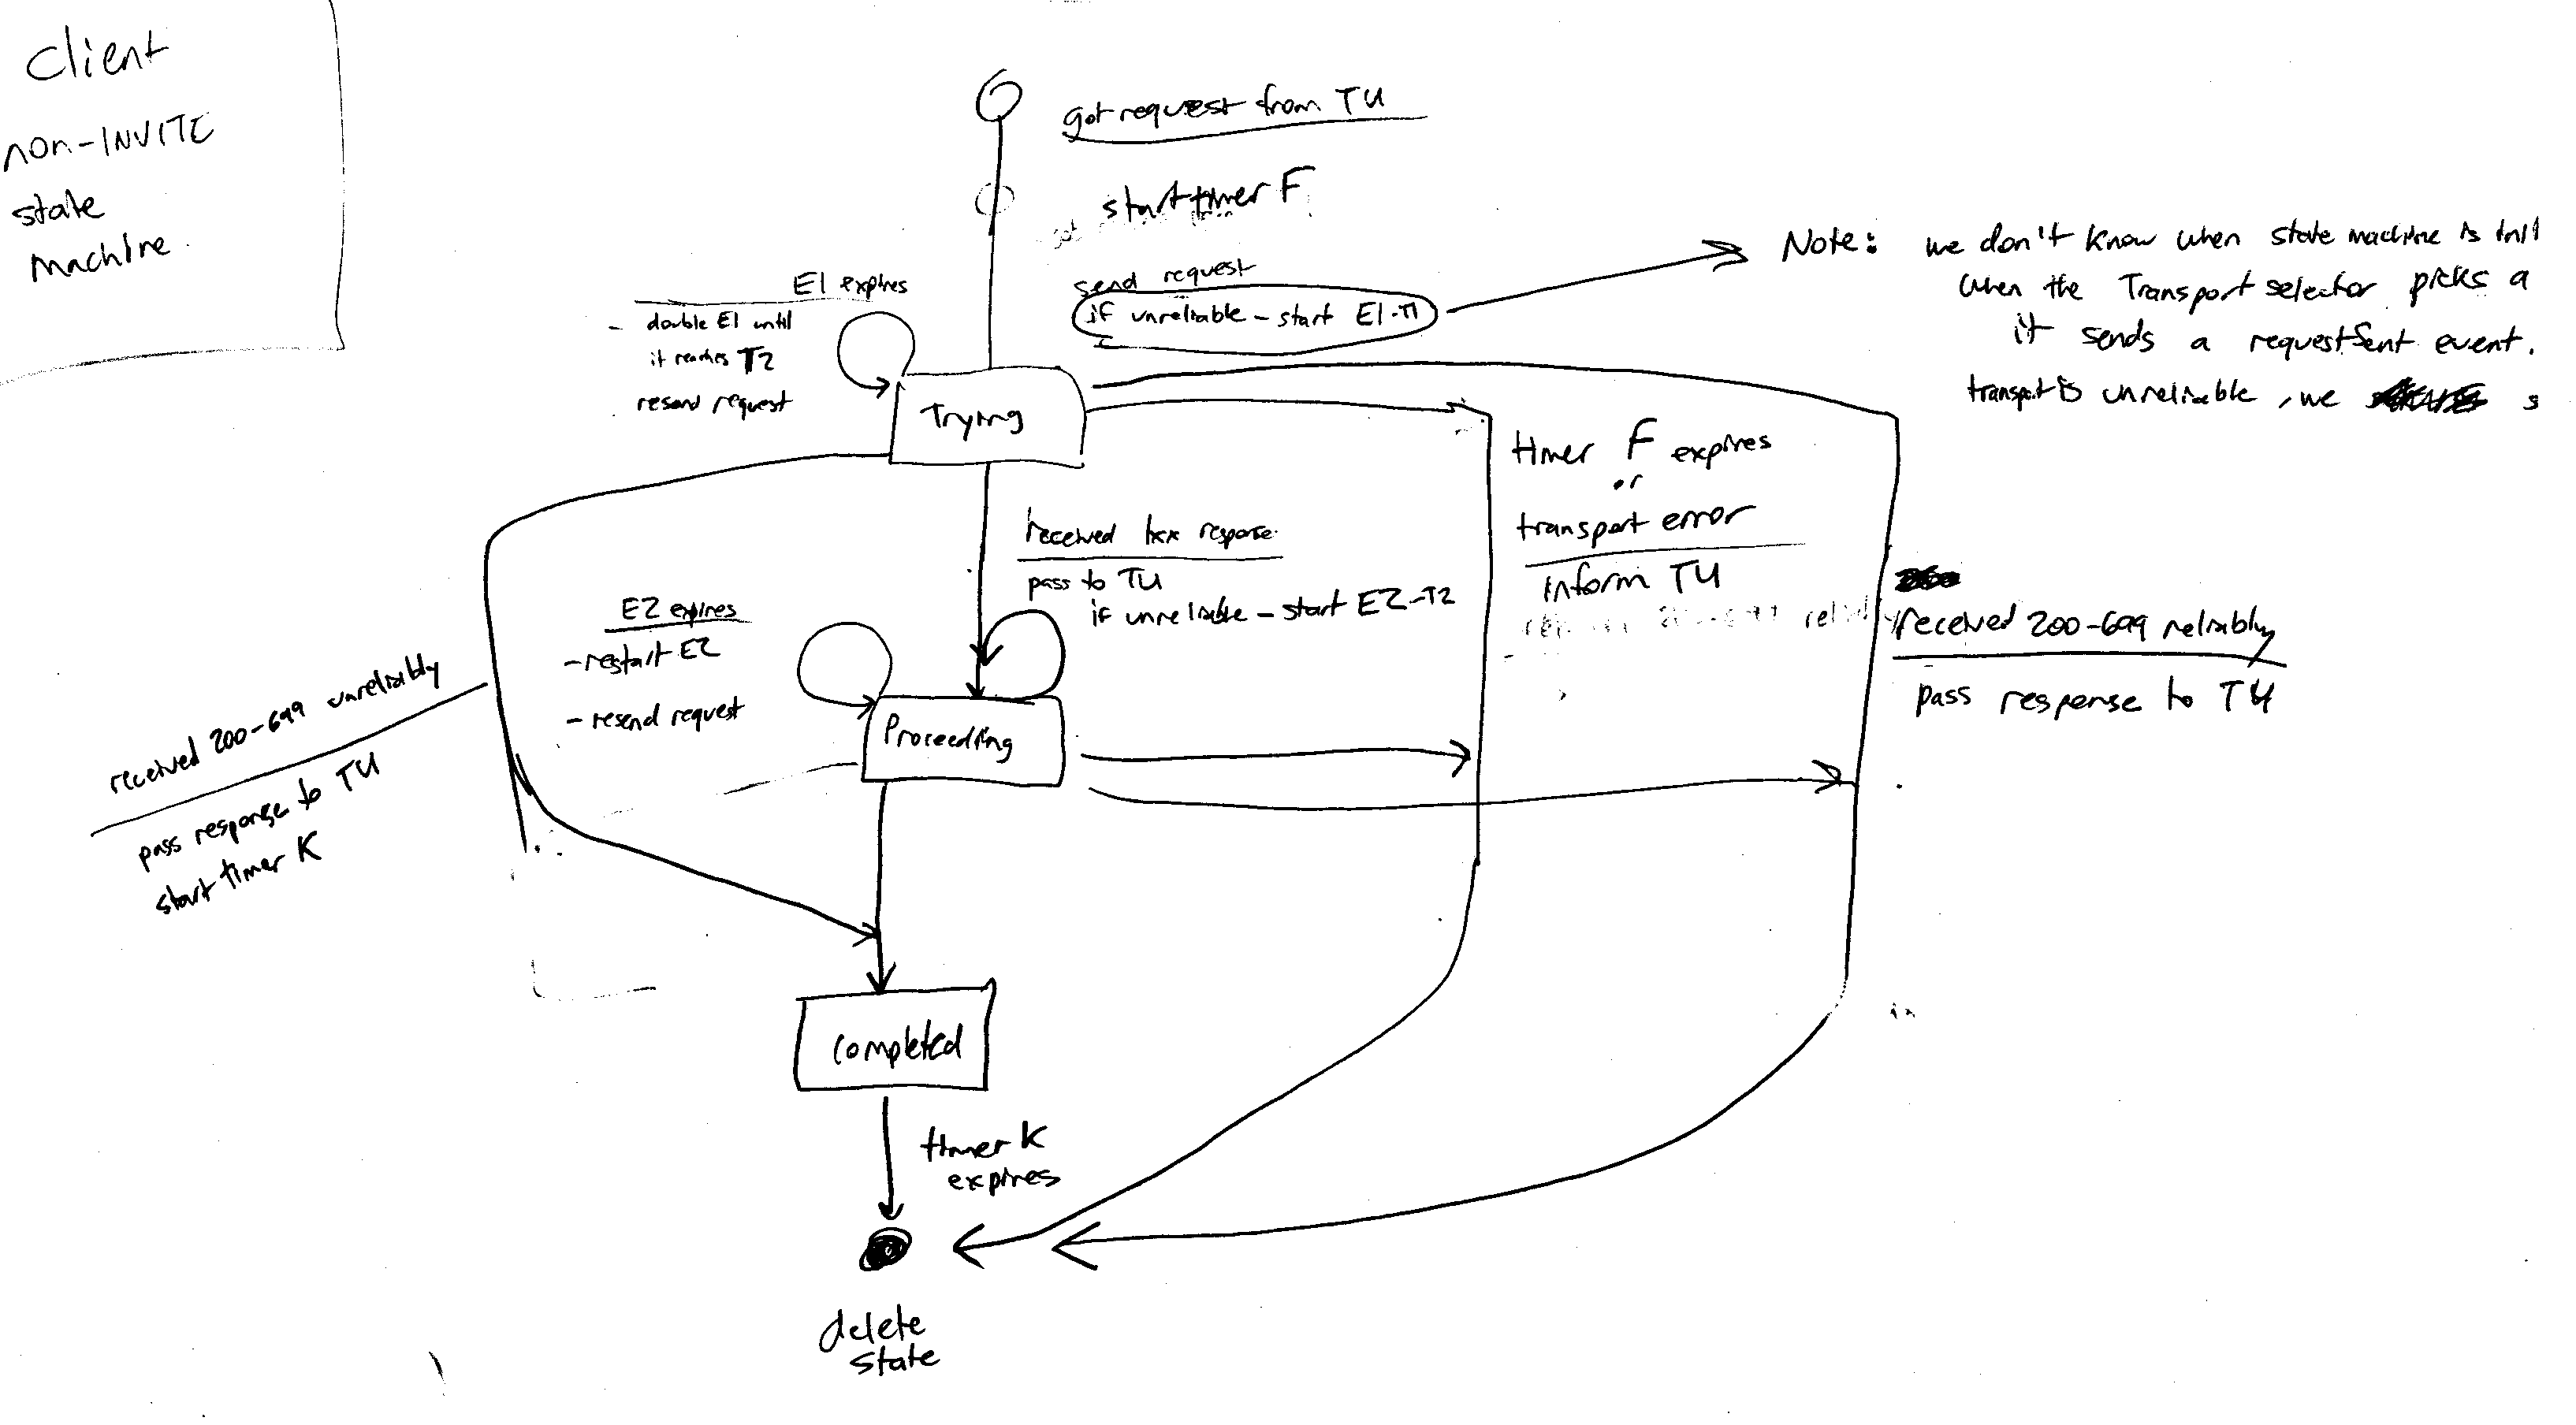 Client
non-INVITE
state
machine.
got request from TU
start timer F
send request
if unreliable - start E1-T1
Note: we don't know when state machine is init
when the Transport selector picks a
it sends a requestSent event.
transport is unreliable, we
E1 expires
- double E1 until
it reaches T2
resend request
Trying
timer F expires
or
transport error
inform TU
received 1xx response
pass to TU
if unreliable - start E2-T2
E2 expires
- restart E2
- resend request
Proceeding
received 200-699 reliably
pass response to TU
received 200-699 unreliably
pass response to TU
start timer K
completed
timer K
expires
delete
state